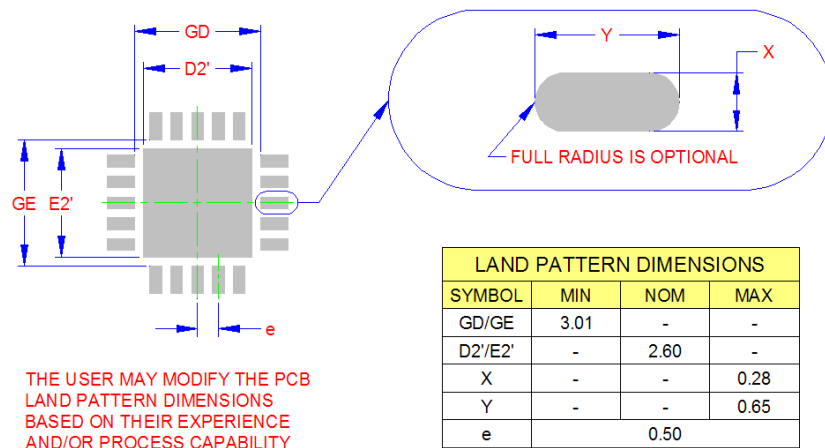 GD
D2'
GE
E2'
e
Y
X
FULL RADIUS IS OPTIONAL
THE USER MAY MODIFY THE PCB
LAND PATTERN DIMENSIONS
BASED ON THEIR EXPERIENCE
AND/OR PROCESS CAPABILITY
LAND PATTERN DIMENSIONS
SYMBOL MIN NOM MAX
GD/GE 3.01 - -
D2'/E2' - 2.60 -
X - - 0.28
Y - - 0.65
e 0.50